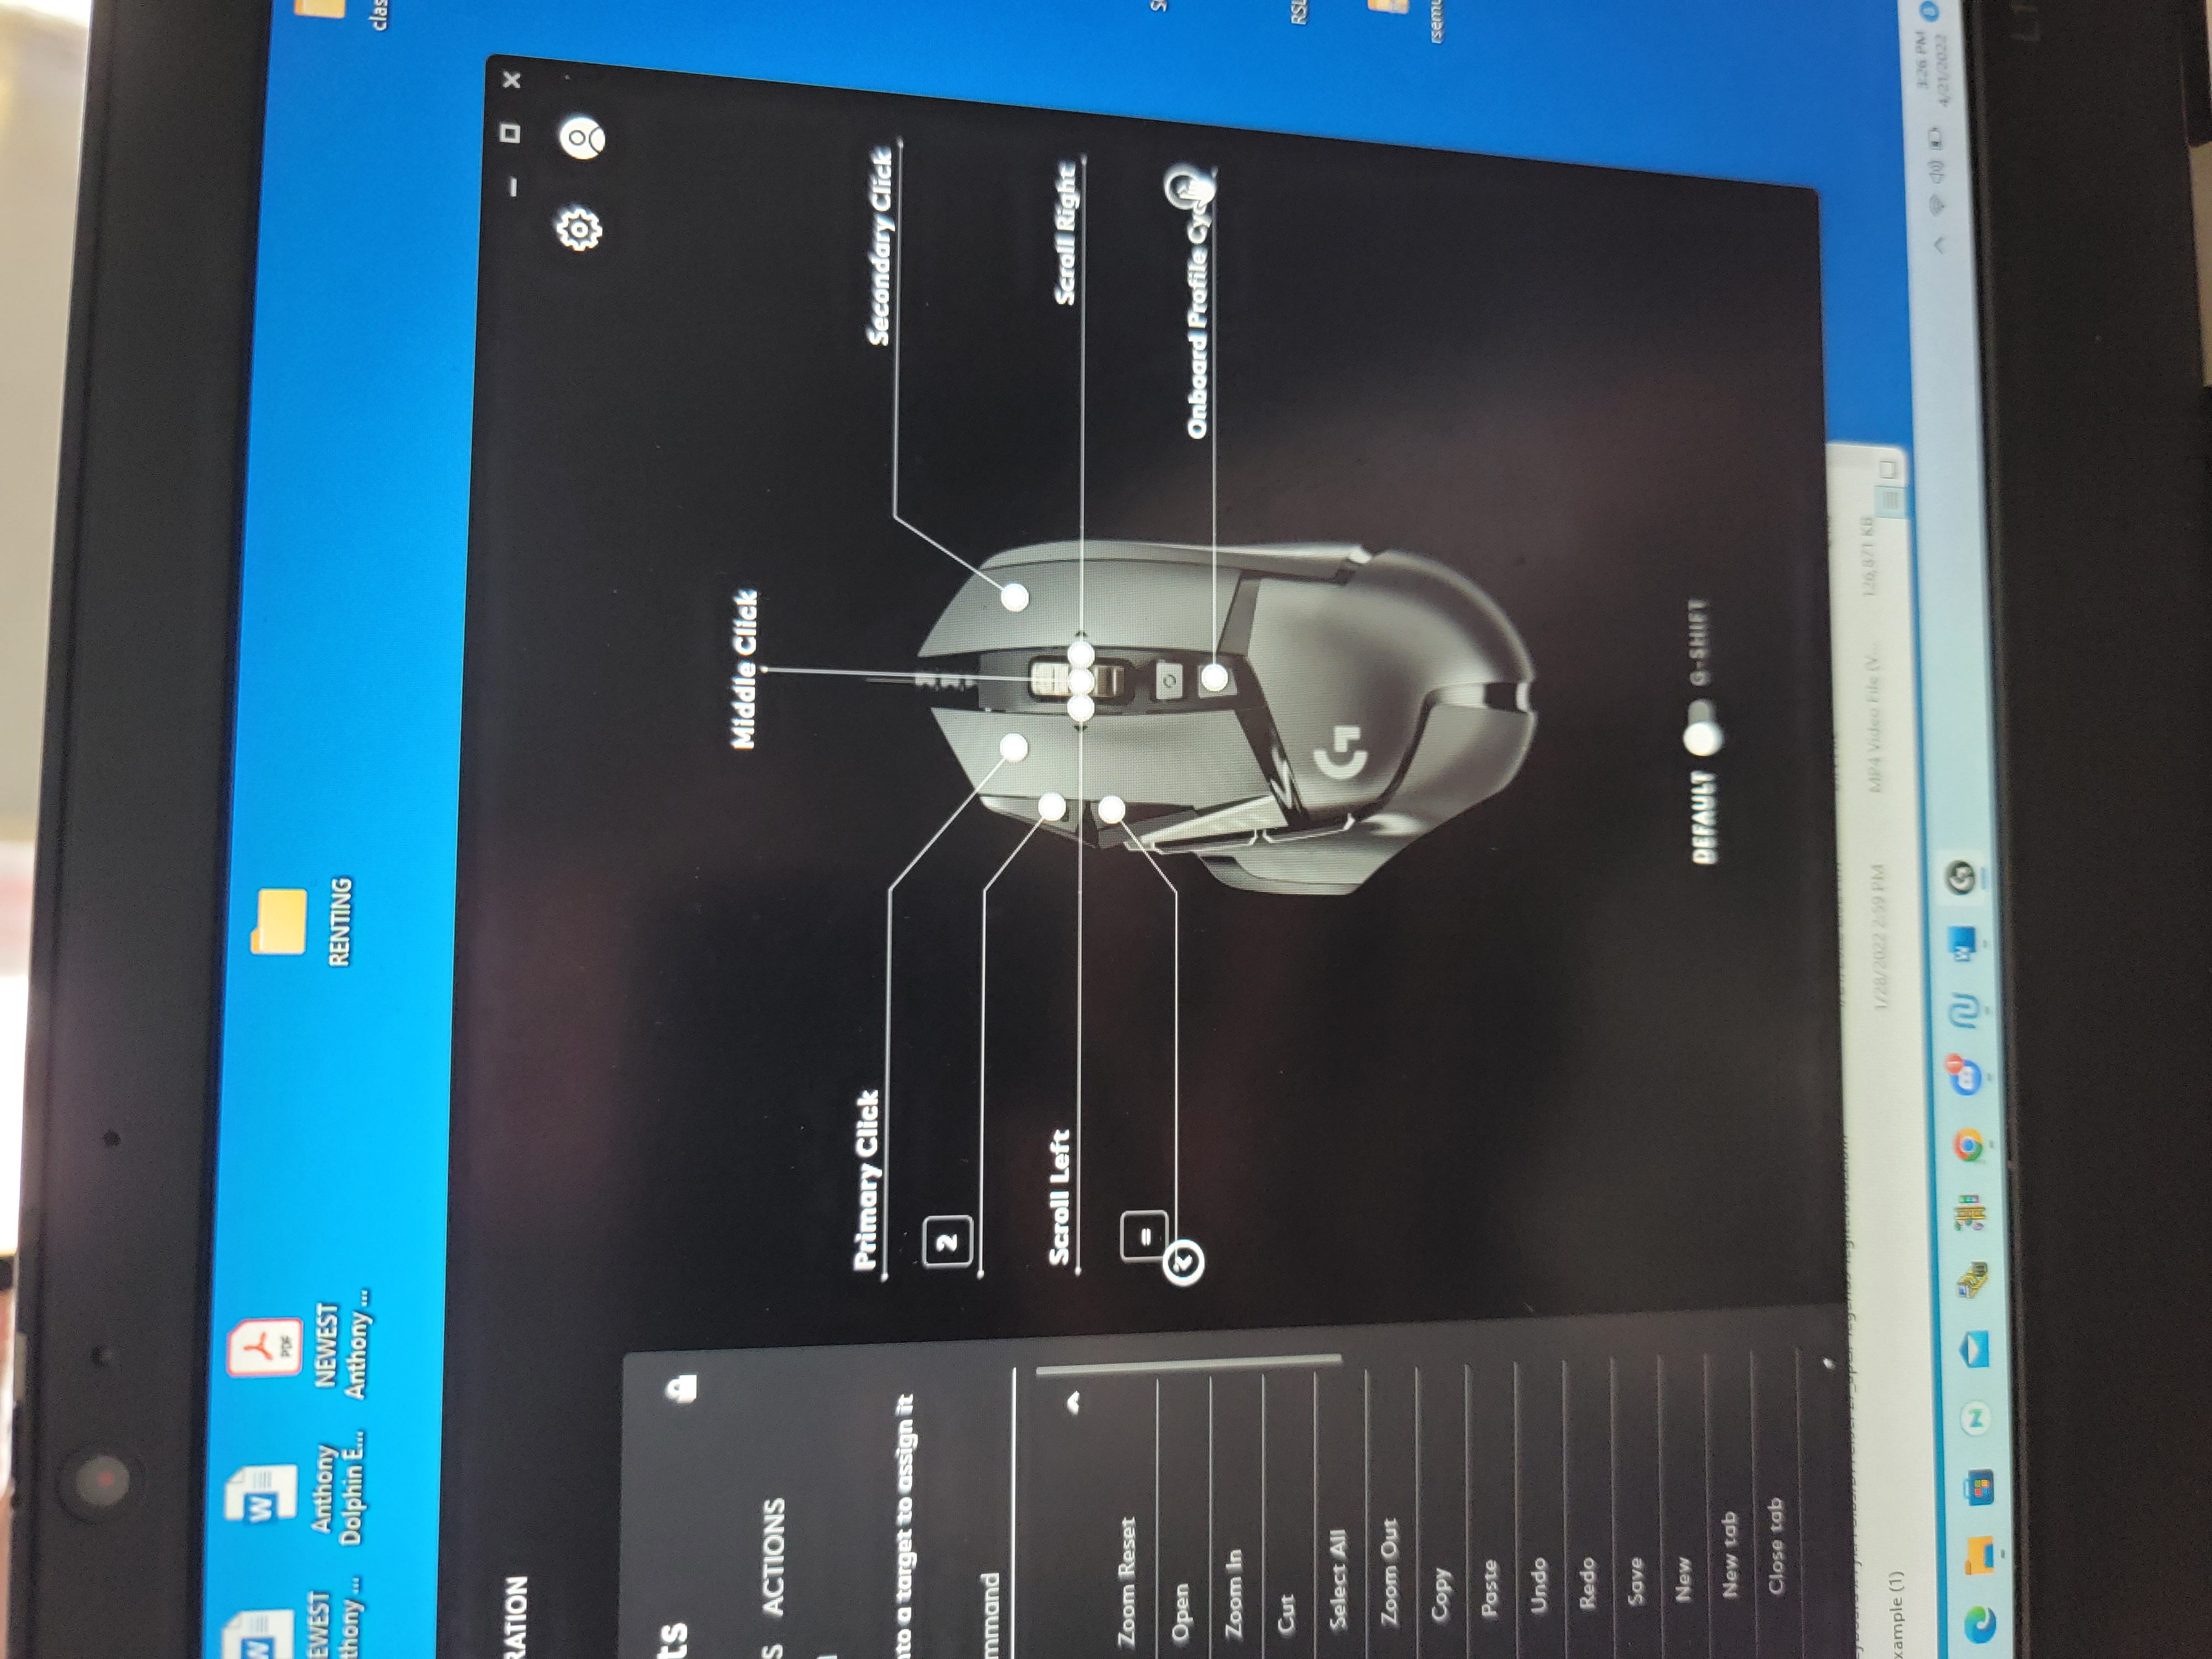 EWEST
thony ...
Anthony
Dolphin E...
PDF
NEWEST
Anthony ...
RENTING
clas
RATION
ts
S ACTIONS
nto a target to assign it
mmand
Zoom Reset
Open
Zoom In
Cut
Select All
Zoom Out
Copy
Paste
Undo
Redo
Save
New
New tab
Close tab
Middle Click
Primary Click
Secondary Click
2
Scroll Left
Scroll Right
=
Onboard Profile Cyc
G
DEFAULT G-SHIFT
RSL
rsemu
xample (1)
1/28/2022 2:59 PM MP4 Video File (V... 126,871 KB
3:26 PM
4/21/2022